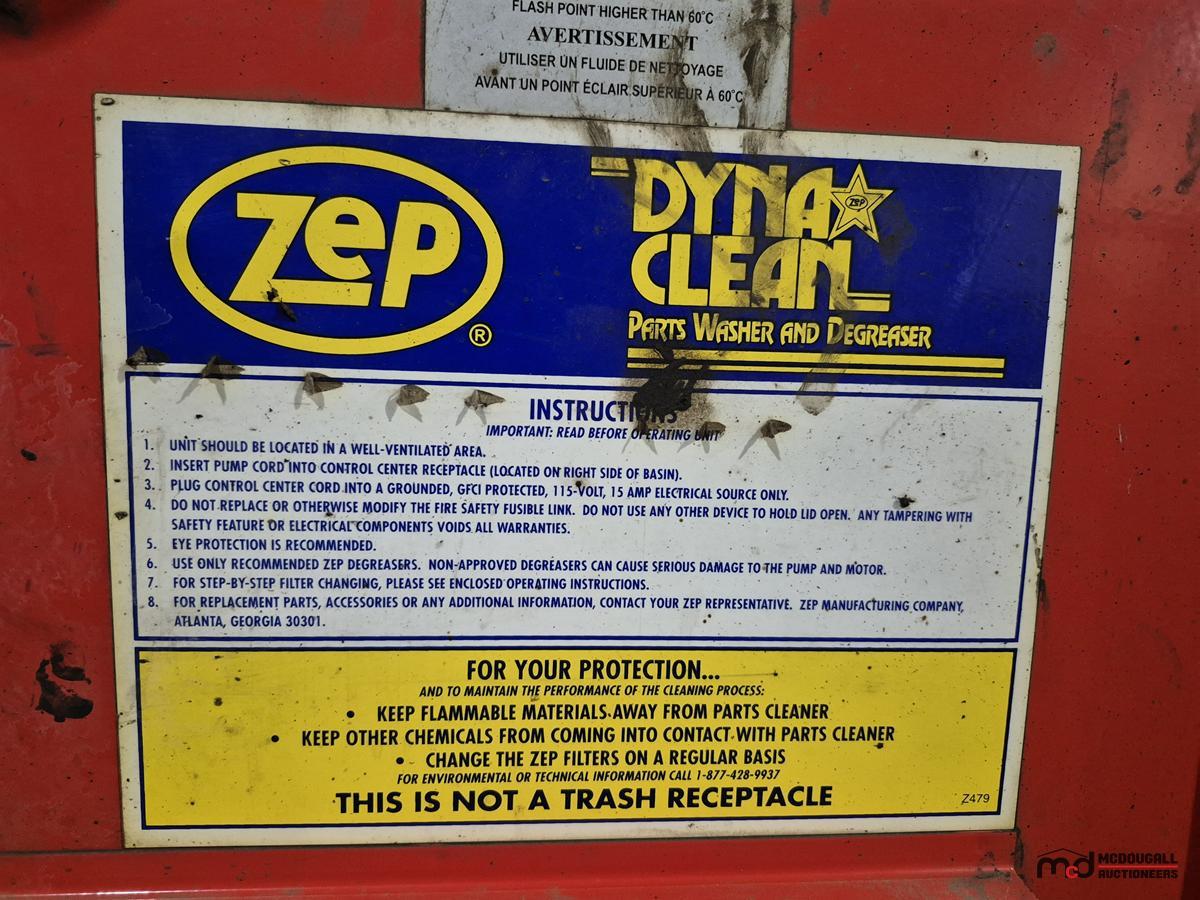 FLASH POINT HIGHER THAN 60°C
AVERTISSEMENT
UTILISER UN FLUIDE DE NETTOYAGE
AVANT UN POINT ÉCLAIR SUPÉRIEUR À 60°C
Zep
®
DYNA
Zep
CLEAN
PARTS WASHER AND DEGREASER
INSTRUCTIONS
IMPORTANT: READ BEFORE OPERATING UNIT
1. UNIT SHOULD BE LOCATED IN A WELL-VENTILATED AREA.
2. INSERT PUMP CORD INTO CONTROL CENTER RECEPTACLE (LOCATED ON RIGHT SIDE OF BASIN).
3. PLUG CONTROL CENTER CORD INTO A GROUNDED, GFCI PROTECTED, 115-VOLT, 15 AMP ELECTRICAL SOURCE ONLY.
4. DO NOT REPLACE OR OTHERWISE MODIFY THE FIRE SAFETY FUSIBLE LINK. DO NOT USE ANY OTHER DEVICE TO HOLD LID OPEN. ANY TAMPERING WITH
SAFETY FEATURE OR ELECTRICAL COMPONENTS VOIDS ALL WARRANTIES.
5. EYE PROTECTION IS RECOMMENDED.
6. USE ONLY RECOMMENDED ZEP DEGREASERS. NON-APPROVED DEGREASERS CAN CAUSE SERIOUS DAMAGE TO THE PUMP AND MOTOR.
7. FOR STEP-BY-STEP FILTER CHANGING, PLEASE SEE ENCLOSED OPERATING INSTRUCTIONS.
8. FOR REPLACEMENT PARTS, ACCESSORIES OR ANY ADDITIONAL INFORMATION, CONTACT YOUR ZEP REPRESENTATIVE. ZEP MANUFACTURING COMPANY,
ATLANTA, GEORGIA 30301.
FOR YOUR PROTECTION...
AND TO MAINTAIN THE PERFORMANCE OF THE CLEANING PROCESS:
• KEEP FLAMMABLE MATERIALS AWAY FROM PARTS CLEANER
• KEEP OTHER CHEMICALS FROM COMING INTO CONTACT WITH PARTS CLEANER
• CHANGE THE ZEP FILTERS ON A REGULAR BASIS
FOR ENVIRONMENTAL OR TECHNICAL INFORMATION CALL 1-877-428-9937
THIS IS NOT A TRASH RECEPTACLE
Z479
mcd MCDOUGALL
AUCTIONEERS